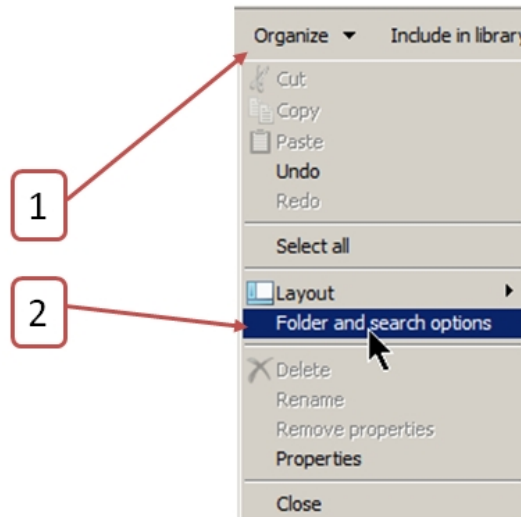 Organize Include in library
Cut
Copy
Paste
Undo
1
Redo
Select all
Layout
2
Folder and search options
Delete
Rename
Remove properties
Properties
Close